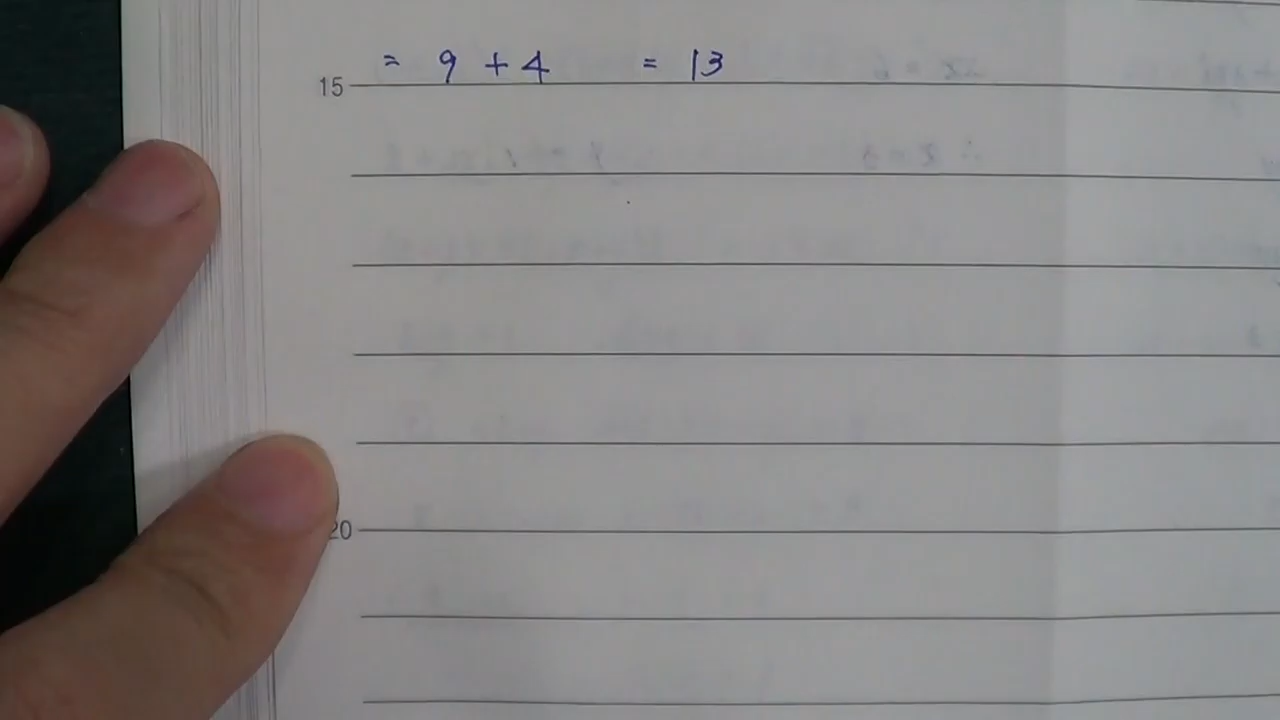 = 9 + 4 = 13
15
20